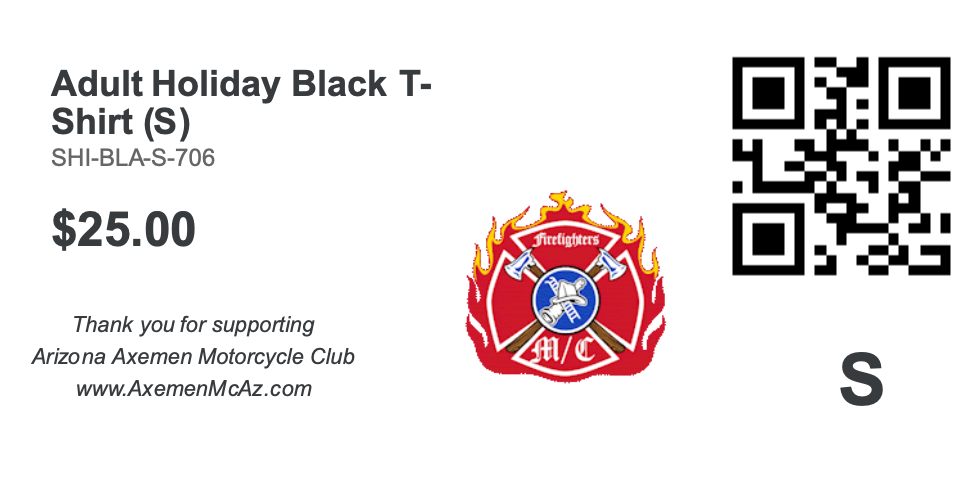 Adult Holiday Black T-
Shirt (S)
SHI-BLA-S-706
$25.00
Firefighters
M/C
Thank you for supporting
Arizona Axemen Motorcycle Club
www.AxemenMcAz.com
S